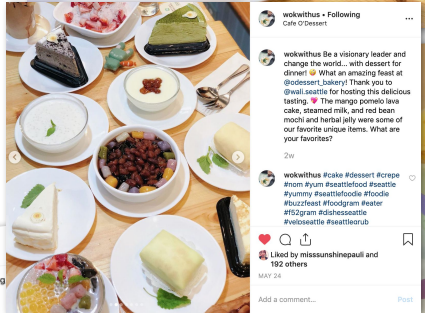 wokwithus • Following
Cafe O'Dessert
wokwithus Be a visionary leader and
change the world... with dessert for
dinner! 😋 What an amazing feast at
@odessert_bakery! Thank you to
@wali.seattle for hosting this delicious
tasting. 💘 The mango pomelo lava
cake, steamed milk, and red bean
mochi and herbal jelly were some of
our favorite unique items. What are
your favorites?
2w
wokwithus #cake #dessert #crepe
#nom #yum #seattlefood #seattle
#yummy #seattlefoodie #foodie
#buzzfeast #foodgram #eater
#f52gram #dishesseattle
#veloseattle #seattlegrub
Liked by misssunshinepauli and
192 others
MAY 24
Add a comment...
Post
g